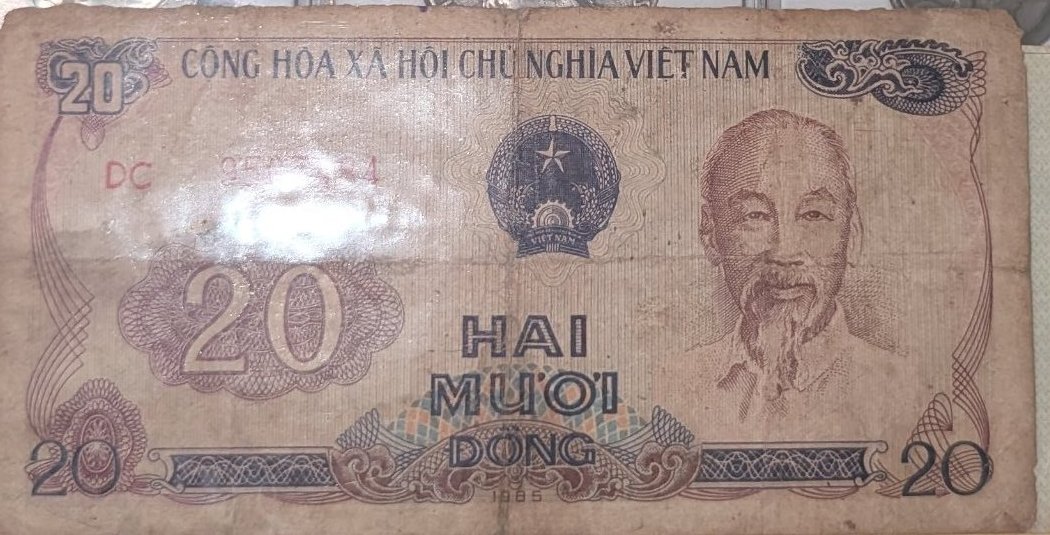 20
CỘNG HÒA XÃ HỘI CHỦ NGHĨA VIỆT NAM
DC
VIỆT NAM
20
HAI
MƯƠI
ĐỒNG
20
20
1985